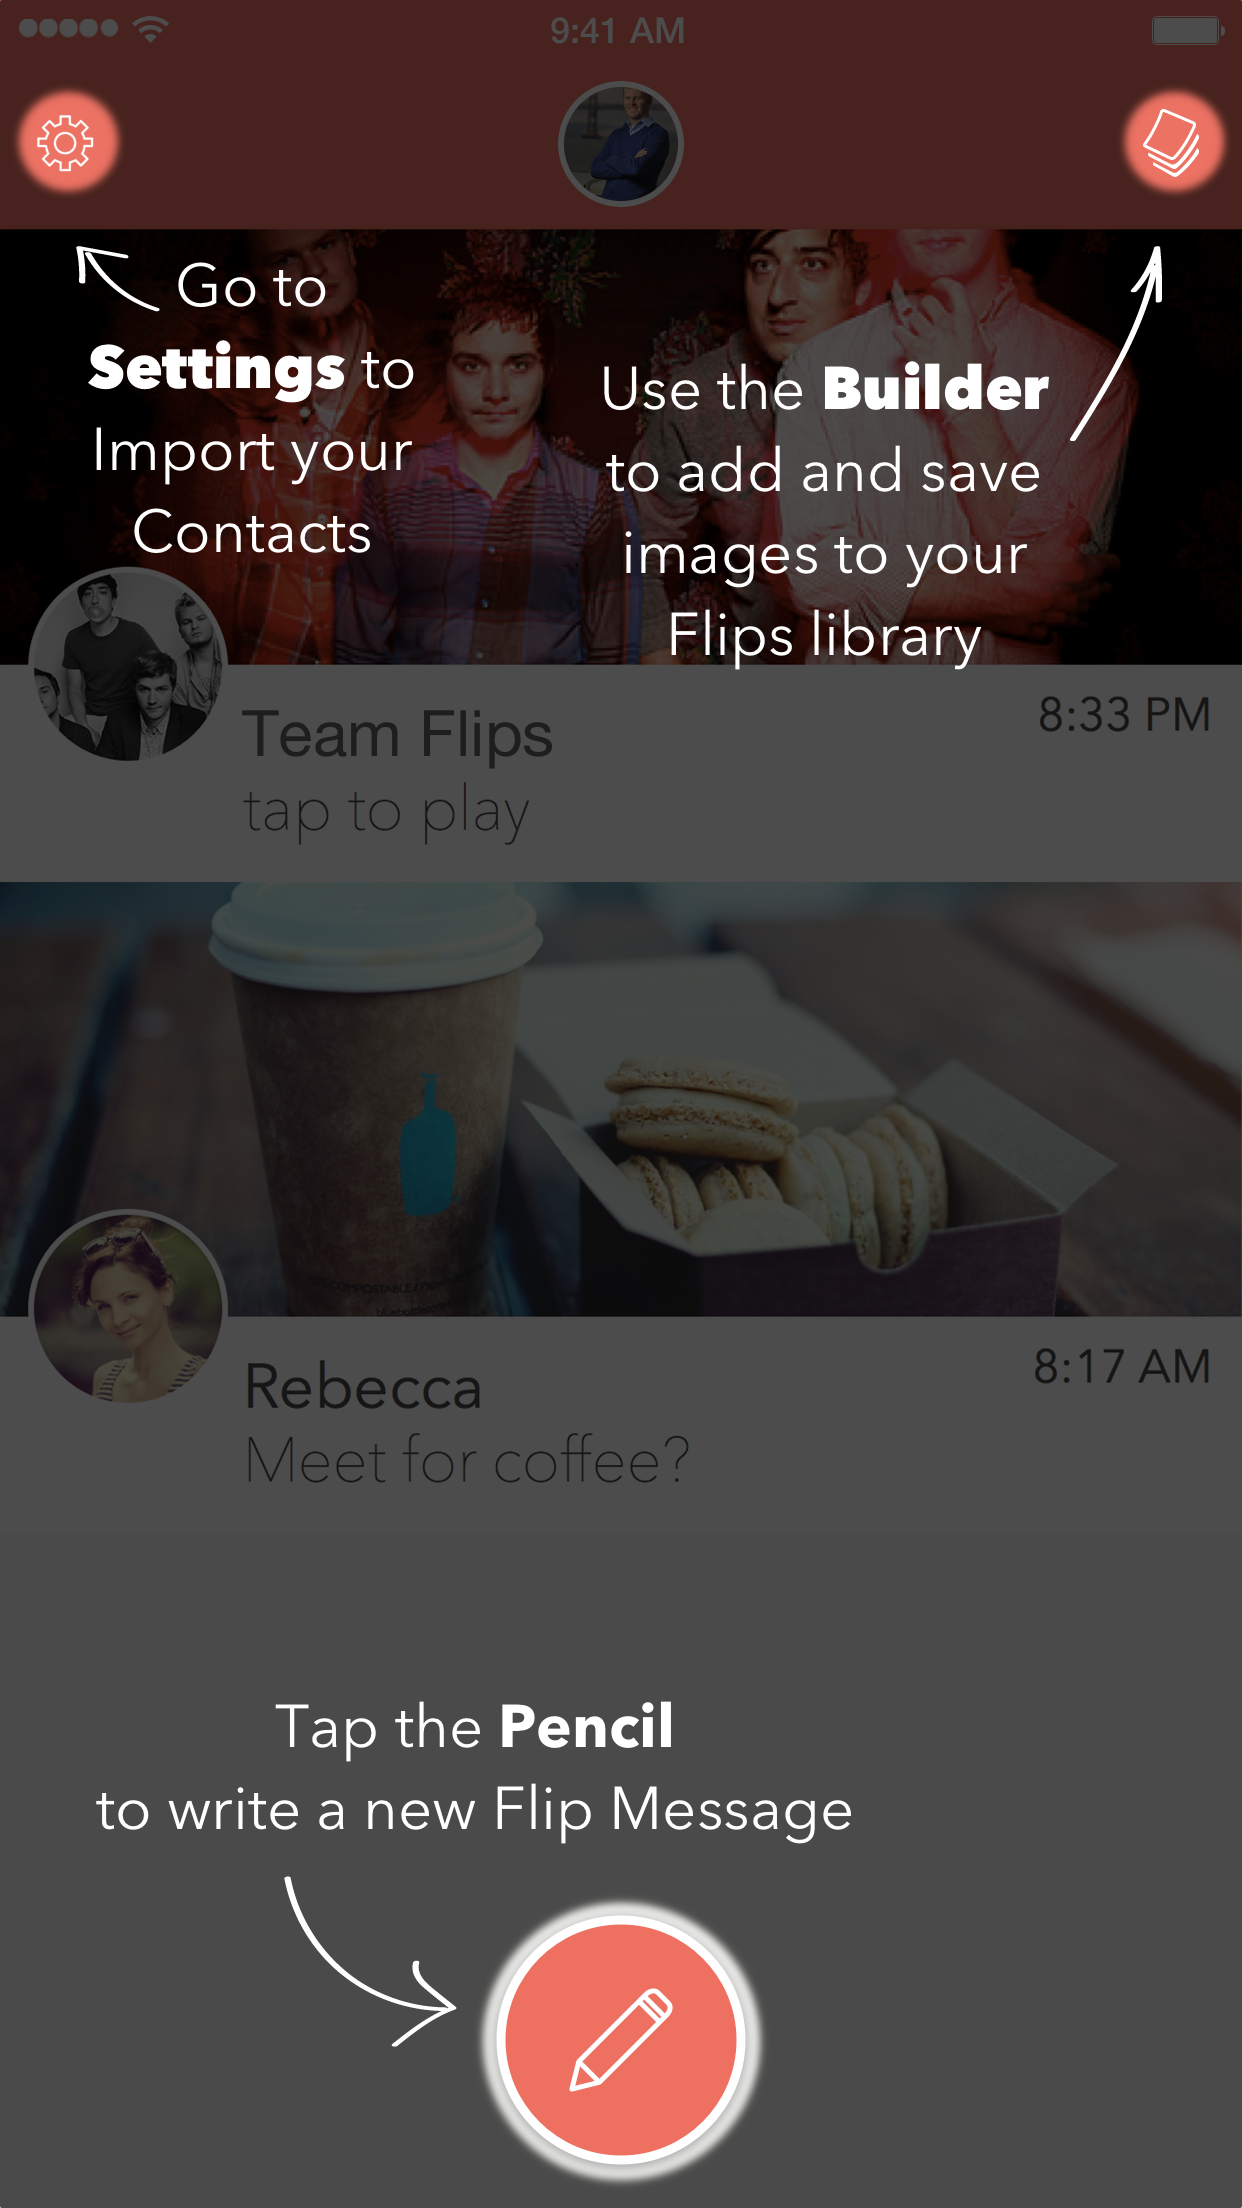 9:41 AM
Go to
Settings to
Import your
Contacts
Use the Builder
to add and save
images to your
Flips library
Team Flips
8:33 PM
tap to play
Rebecca
8:17 AM
Meet for coffee?
Tap the Pencil
to write a new Flip Message